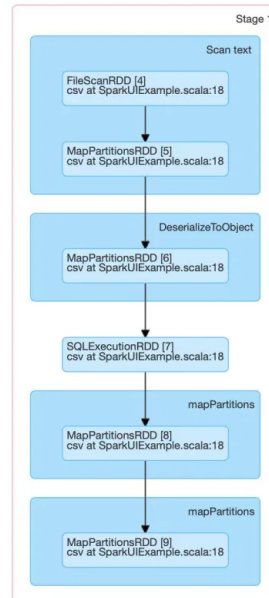 Stage 1
Scan text
FileScanRDD [4]
csv at SparkUIExample.scala:18
MapPartitionsRDD [5]
csv at SparkUIExample.scala:18
DeserializeToObject
MapPartitionsRDD [6]
csv at SparkUIExample.scala:18
SQLExecutionRDD [7]
csv at SparkUIExample.scala:18
mapPartitions
MapPartitionsRDD [8]
csv at SparkUIExample.scala:18
mapPartitions
MapPartitionsRDD [9]
csv at SparkUIExample.scala:18